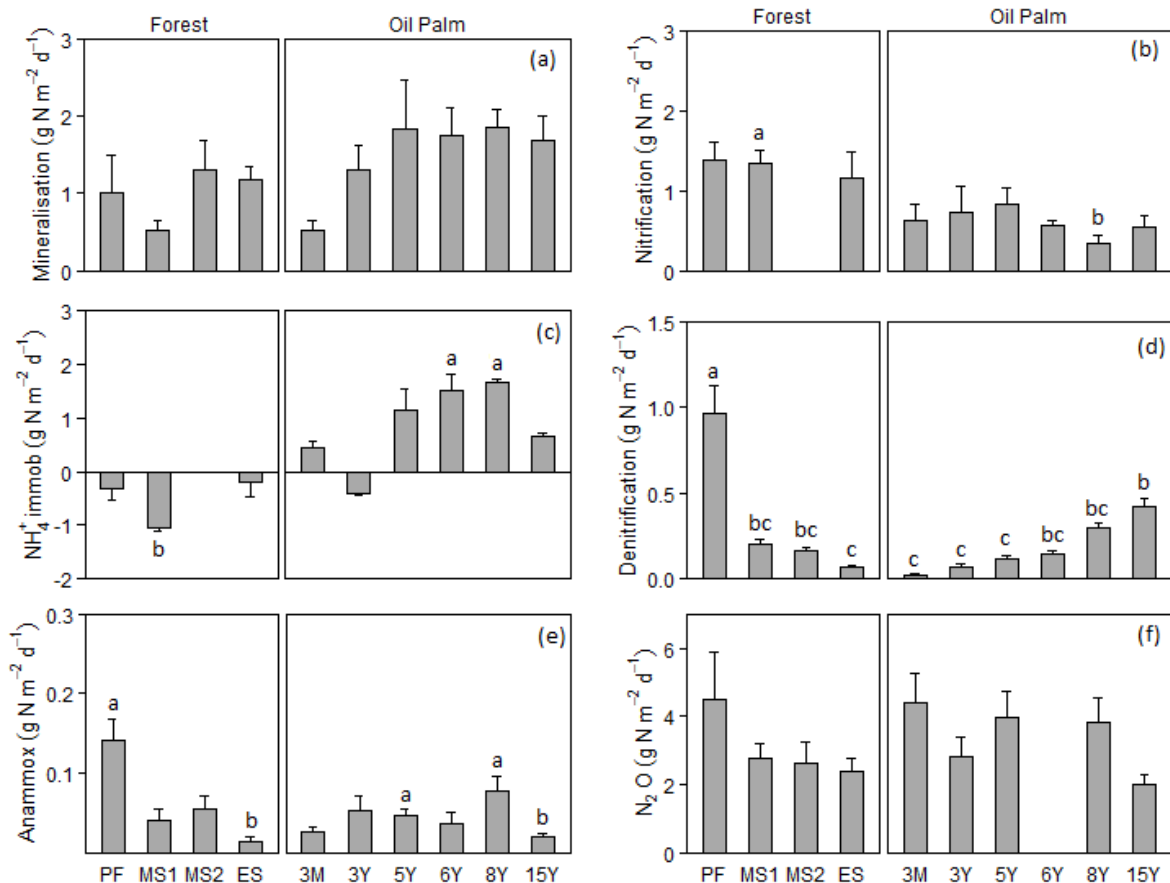 Forest Oil Palm
Mineralisation (g N m⁻² d⁻¹)
3
2
1
0
(a)
Forest Oil Palm
Nitrification (g N m⁻² d⁻¹)
3
2
1
0
a
b
(b)
NH₄⁺ immob (g N m⁻² d⁻¹)
3
2
1
0
-1
-2
b
a a
(c)
Denitrification (g N m⁻² d⁻¹)
1.5
1.0
0.5
0.0
a
bc bc c
c c c bc bc b
(d)
Anammox (g N m⁻² d⁻¹)
0.3
0.2
0.1
a
b
a
a
b
(e)
PF MS1 MS2 ES 3M 3Y 5Y 6Y 8Y 15Y
N₂ O (g N m⁻² d⁻¹)
6
4
2
0
(f)
PF MS1 MS2 ES 3M 3Y 5Y 6Y 8Y 15Y